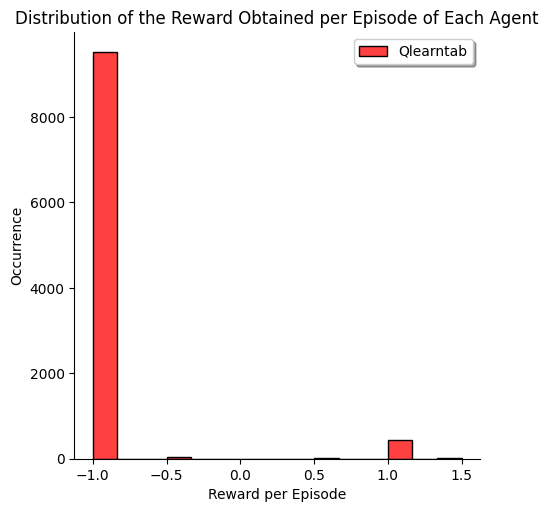 Distribution of the Reward Obtained per Episode of Each Agent
Qlearntab
8000
6000
4000
2000
0
Occurrence
−1.0 −0.5 0.0 0.5 1.0 1.5
Reward per Episode